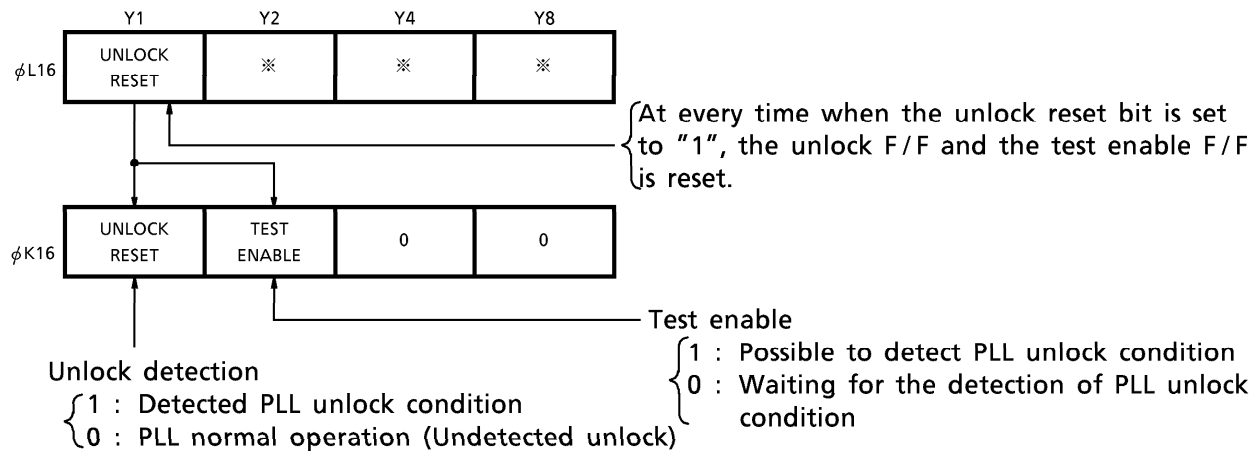 Y1 Y2 Y4 Y8
UNLOCK
RESET
※ ※ ※
φL16
At every time when the unlock reset bit is set
to "1", the unlock F/F and the test enable F/F
is reset.
UNLOCK
RESET
TEST
ENABLE
0 0
φK16
Test enable
1 : Possible to detect PLL unlock condition
0 : Waiting for the detection of PLL unlock
condition
Unlock detection
1 : Detected PLL unlock condition
0 : PLL normal operation (Undetected unlock)